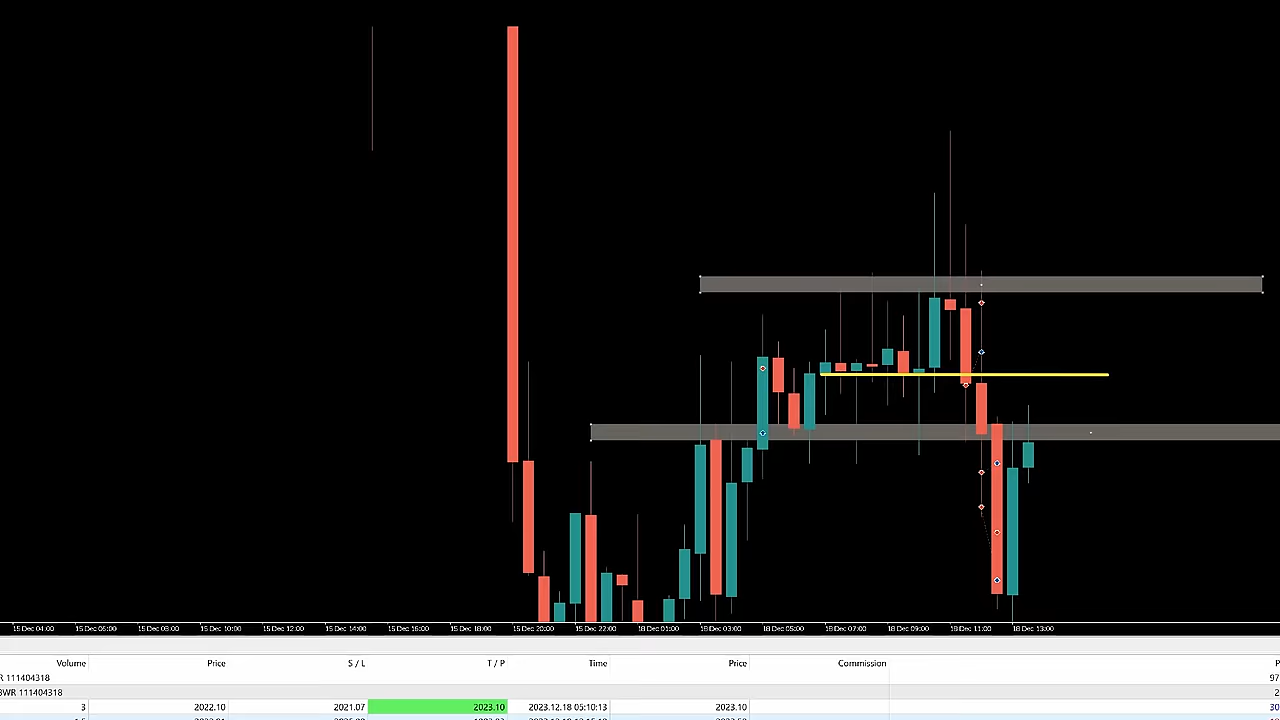 15 Dec 04:00 15 Dec 06:00 15 Dec 08:00 15 Dec 10:00 15 Dec 12:00 15 Dec 14:00 15 Dec 16:00 15 Dec 18:00 15 Dec 20:00 15 Dec 22:00 18 Dec 01:00 18 Dec 03:00 18 Dec 05:00 18 Dec 07:00 18 Dec 09:00 18 Dec 11:00 18 Dec 13:00
Volume Price S / L T / P Time Price Commission P
R 111404318 97
BWR 111404318 2
3 2022.10 2021.07 2023.10 2023.12.18 05:10:13 2023.10 30